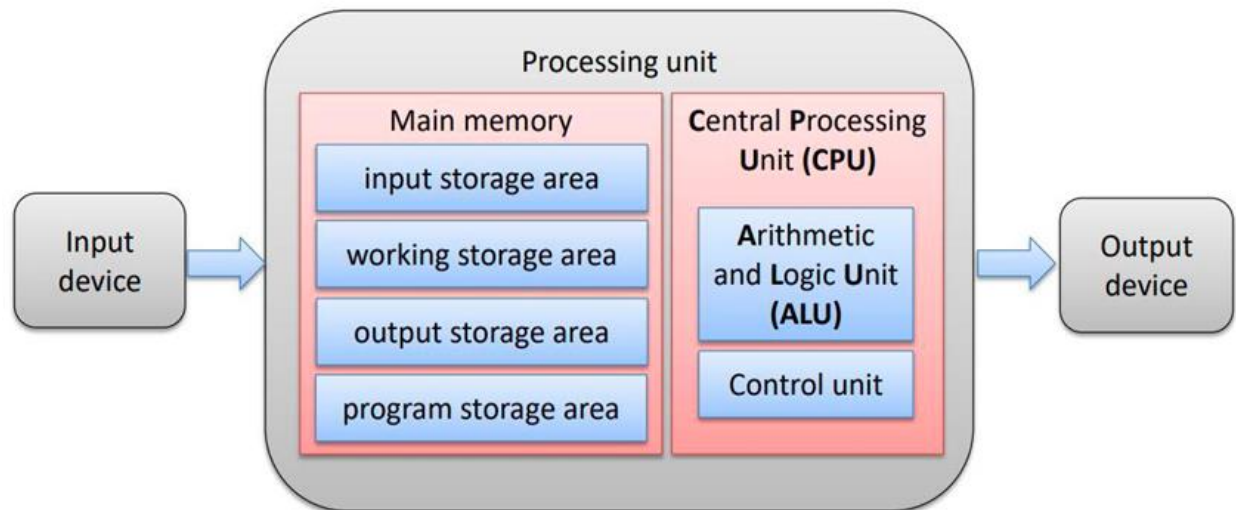 Processing unit
Input
device
Main memory
input storage area
working storage area
output storage area
program storage area
Central Processing
Unit (CPU)
Arithmetic
and Logic Unit
(ALU)
Control unit
Output
device